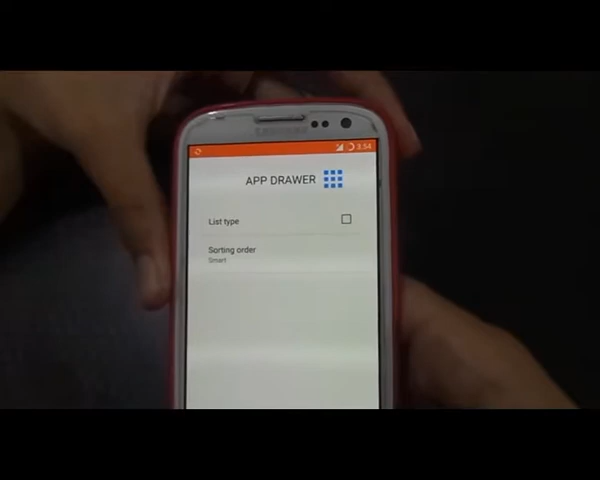 SAMSUNG
3.54
APP DRAWER
List type
Sorting order
Smart